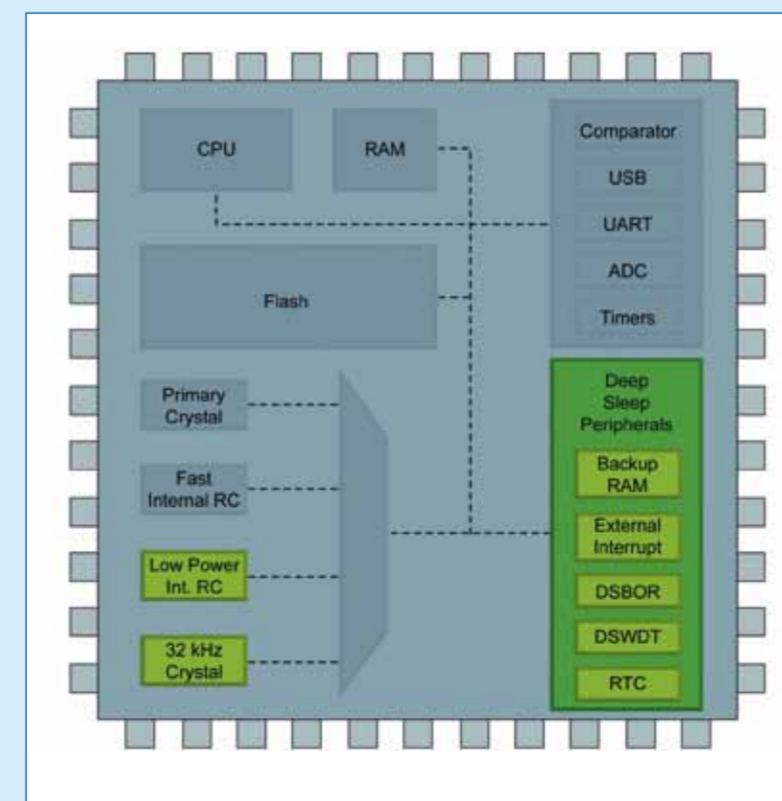 CPU
RAM
Comparator
USB
UART
ADC
Timers
Flash
Primary
Crystal
Fast
Internal RC
Low Power
Int. RC
32 kHz
Crystal
Deep
Sleep
Peripherals
Backup
RAM
External
Interrupt
DSBOR
DSWDT
RTC